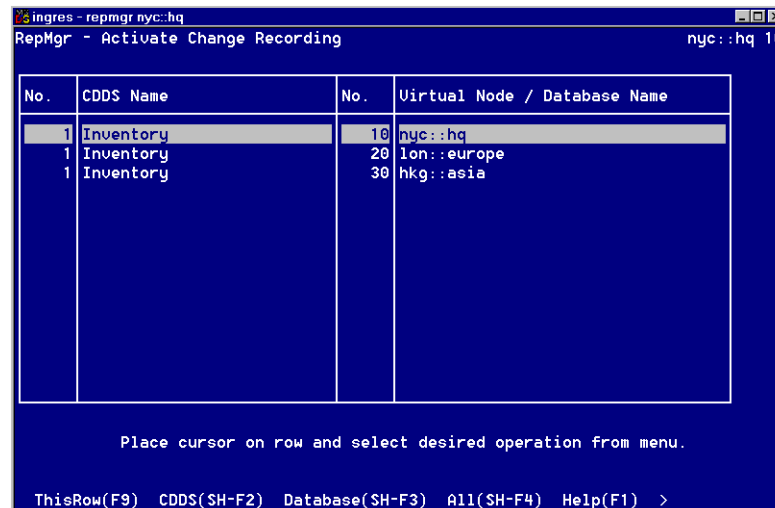 ingres - repmgr nyc::hq
RepMgr - Activate Change Recording nyc::hq 1
No. CDDS Name No. Virtual Node / Database Name
1 Inventory 10 nyc::hq
1 Inventory 20 lon::europe
1 Inventory 30 hkg::asia
Place cursor on row and select desired operation from menu.
ThisRow(F9) CDDS(SH-F2) Database(SH-F3) All(SH-F4) Help(F1) >